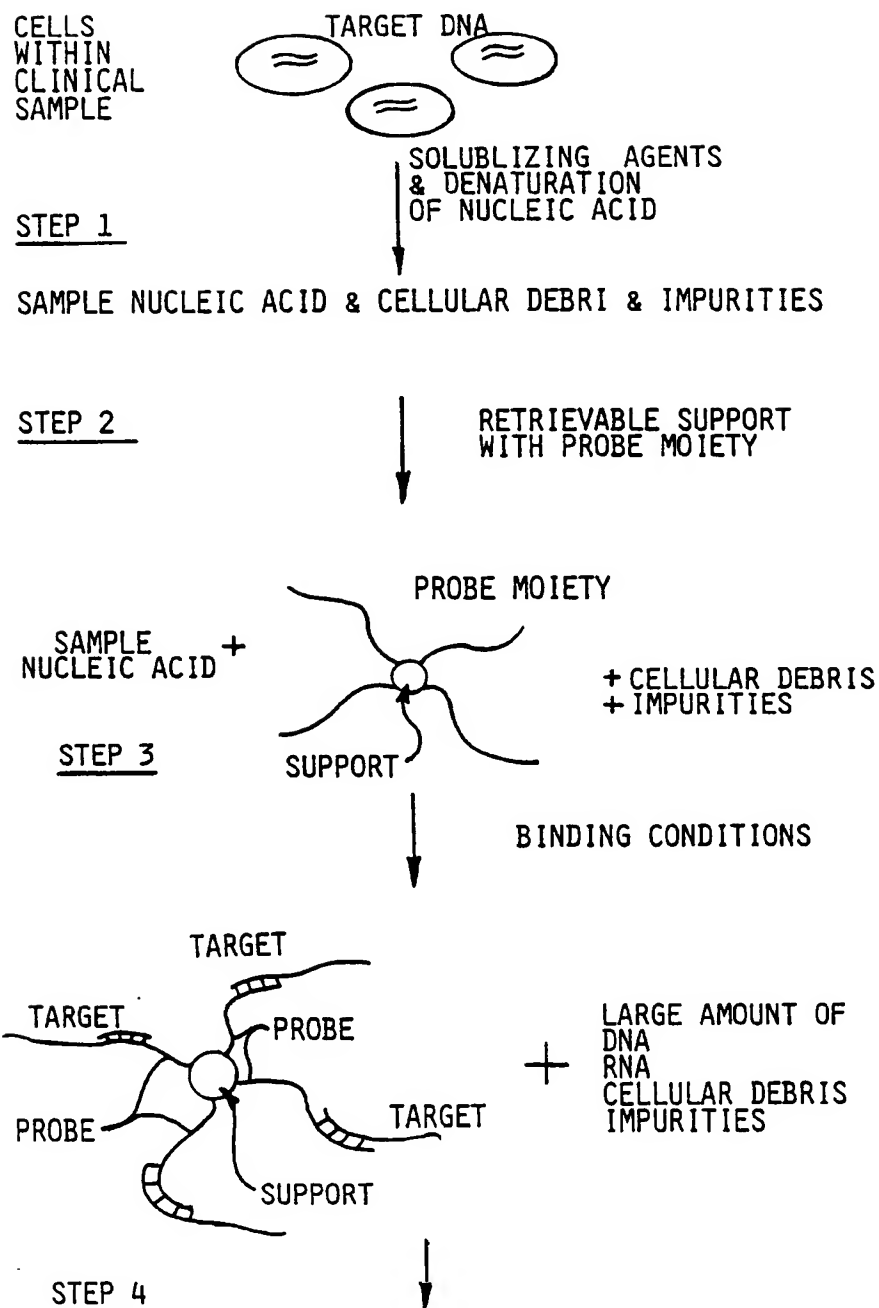 CELLS
WITHIN
CLINICAL
SAMPLE
TARGET DNA
SOLUBLIZING AGENTS
& DENATURATION
OF NUCLEIC ACID
STEP 1
SAMPLE NUCLEIC ACID & CELLULAR DEBRI & IMPURITIES
STEP 2
RETRIEVABLE SUPPORT
WITH PROBE MOIETY
PROBE MOIETY
SAMPLE +
NUCLEIC ACID
+ CELLULAR DEBRIS
+ IMPURITIES
STEP 3
SUPPORT
BINDING CONDITIONS
TARGET
TARGET
PROBE
+
LARGE AMOUNT OF
DNA
RNA
CELLULAR DEBRIS
IMPURITIES
PROBE
TARGET
SUPPORT
STEP 4